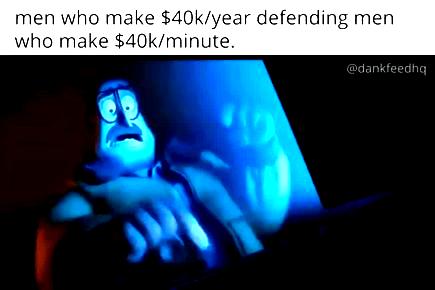 men who make $40k/year defending men
who make $40k/minute.
@dankfeedhq